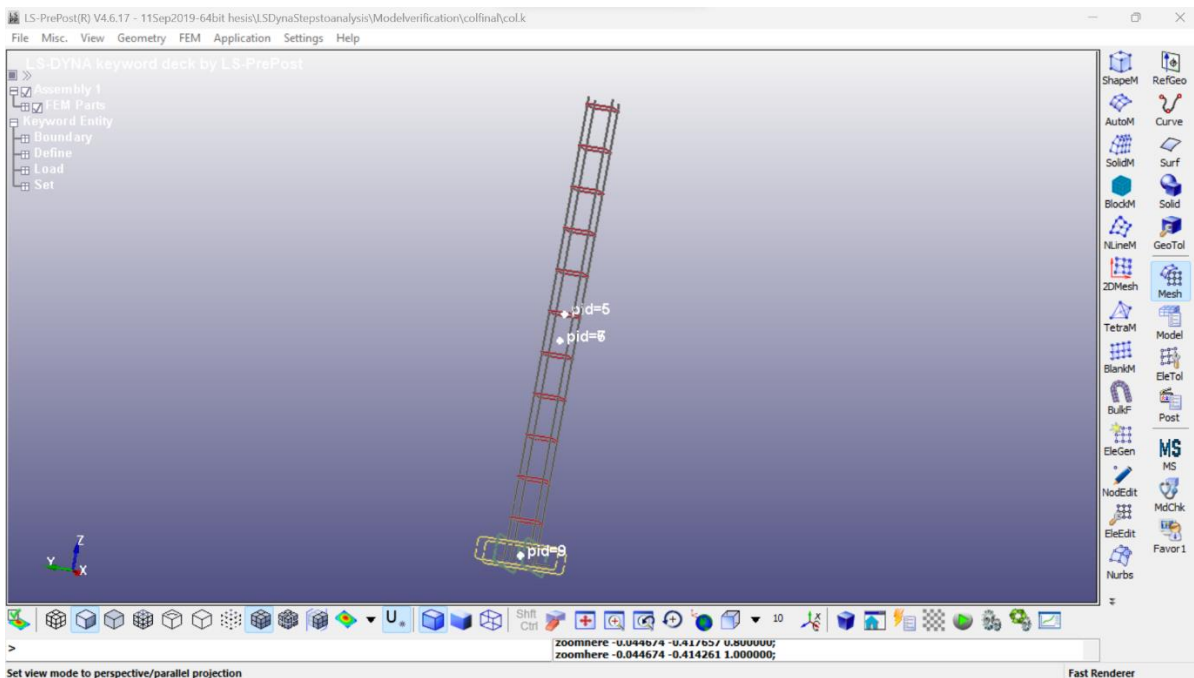 LS-PrePost(R) V4.6.17 - 11Sep2019-64bit hesis\LSDynaStepstoanalysis\Modelverification\colfinal\col.k
File Misc. View Geometry FEM Application Settings Help
LS-DYNA keyword deck by LS-PrePost
Assembly 1
FEM Parts
Keyword Entity
Boundary
Define
Load
Set
pid=5
pid=6
pid=9
Z
Y
X
ShapeM RefGeo
AutoM Curve
SolidM Surf
BlockM Solid
NLineM GeoTol
2DMesh Mesh
TetraM Model
BlankM EleTol
BulkF Post
EleGen MS
NodEdit MdChk
EleEdit Favor1
Nurbs
Shft
Ctrl
10
>
zoomhere -0.044674 -0.417657 0.800000;
zoomhere -0.044674 -0.414261 1.000000;
Set view mode to perspective/parallel projection
Fast Renderer